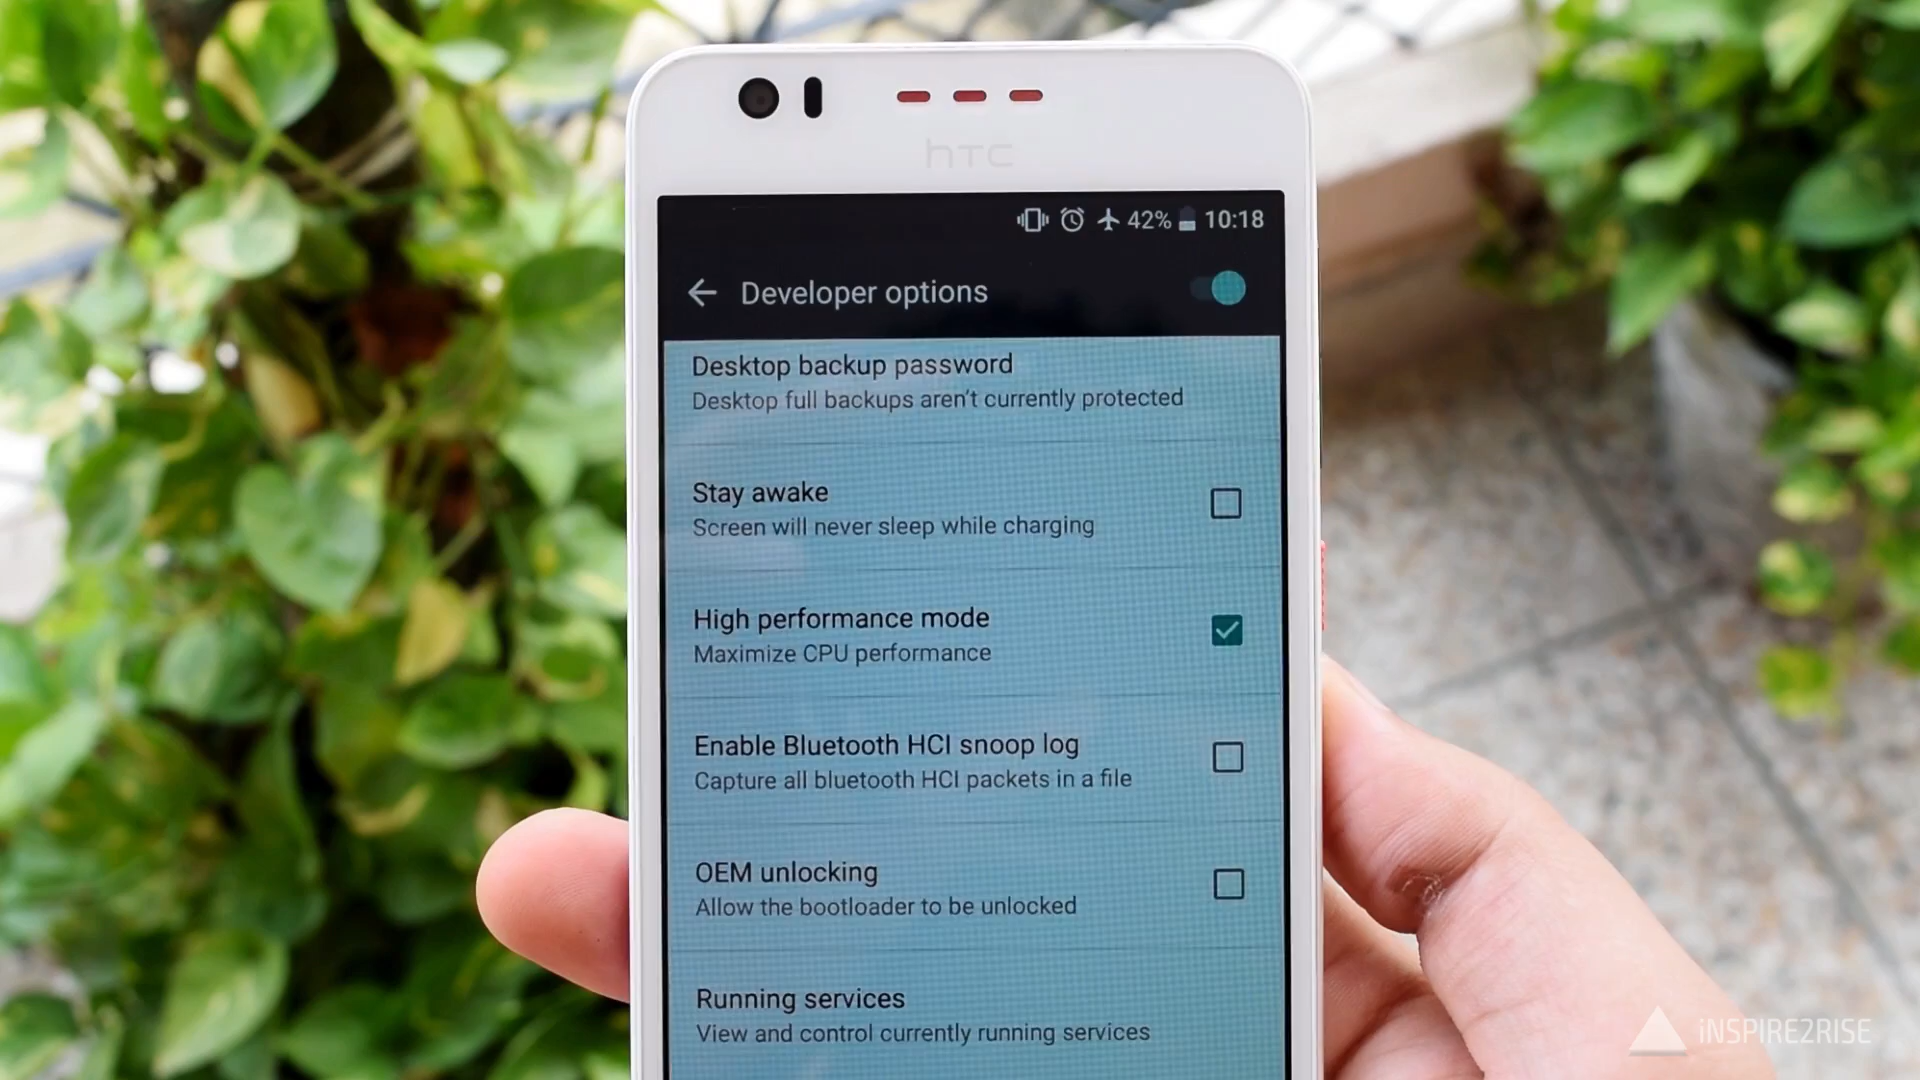 hTC
42% 10:18
Developer options
Desktop backup password
Desktop full backups aren't currently protected
Stay awake
Screen will never sleep while charging
High performance mode
Maximize CPU performance
Enable Bluetooth HCI snoop log
Capture all bluetooth HCI packets in a file
OEM unlocking
Allow the bootloader to be unlocked
Running services
View and control currently running services
iNSPIRE2RISE